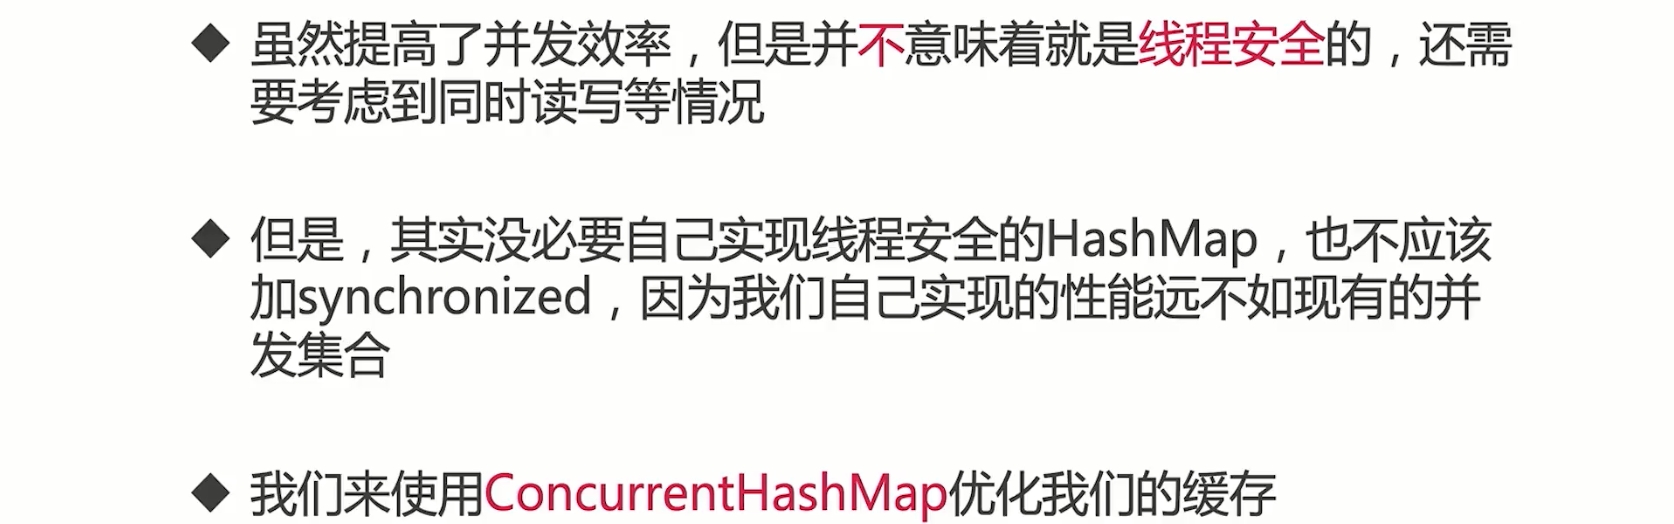 ◆ 虽然提高了并发效率，但是并不意味着就是线程安全的，还需
要考虑到同时读写等情况
◆ 但是，其实没必要自己实现线程安全的HashMap，也不应该
加synchronized，因为我们自己实现的性能远不如现有的并
发集合
◆ 我们来使用ConcurrentHashMap优化我们的缓存